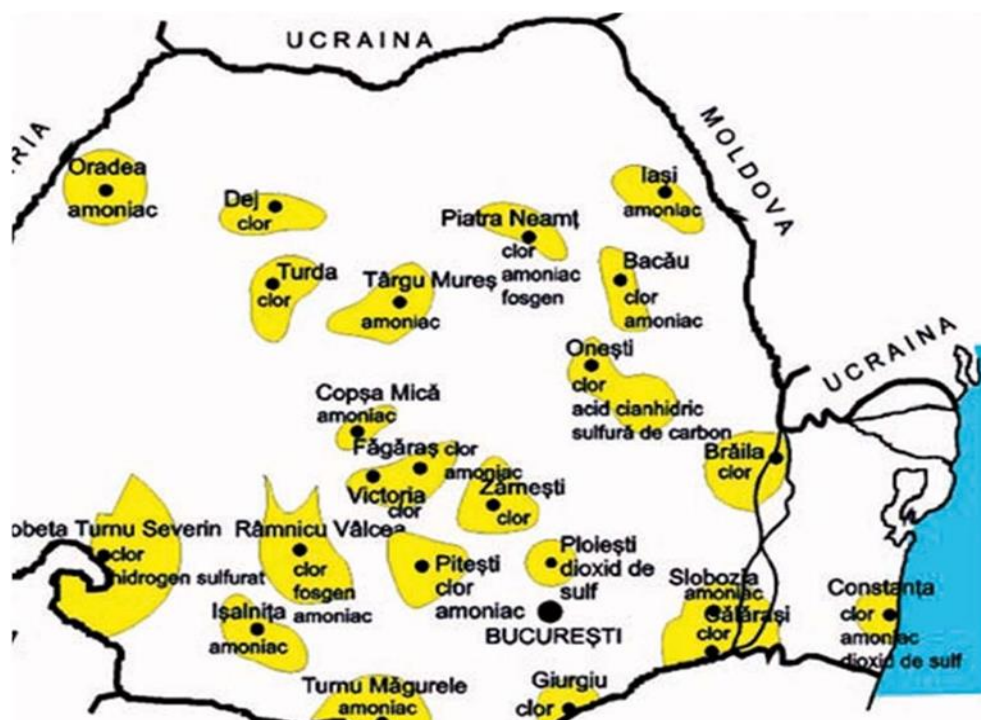 UCRAINA
RIA
MOLDOVA
Oradea
amoniac
Dej
clor
Iași
amoniac
Piatra Neamț
clor
amoniac
fosgen
Turda
clor
Târgu Mureș
amoniac
Bacău
clor
amoniac
UCRAINA
Onești
clor
acid cianhidric
sulfură de carbon
Copșa Mică
amoniac
Făgăraș clor
amoniac
Victoria
clor
Zărnești
clor
Brăila
clor
obeta Turnu Severin
clor
hidrogen sulfurat
Râmnicu Vâlcea
clor
fosgen
amoniac
Pitești
clor
amoniac
Ploiești
dioxid de
sulf
BUCUREȘTI
Slobozia
amoniac
Călărași
clor
Constanța
clor
amoniac
dioxid de sulf
Ișalnița
amoniac
Turnu Măgurele
amoniac
Giurgiu
clor